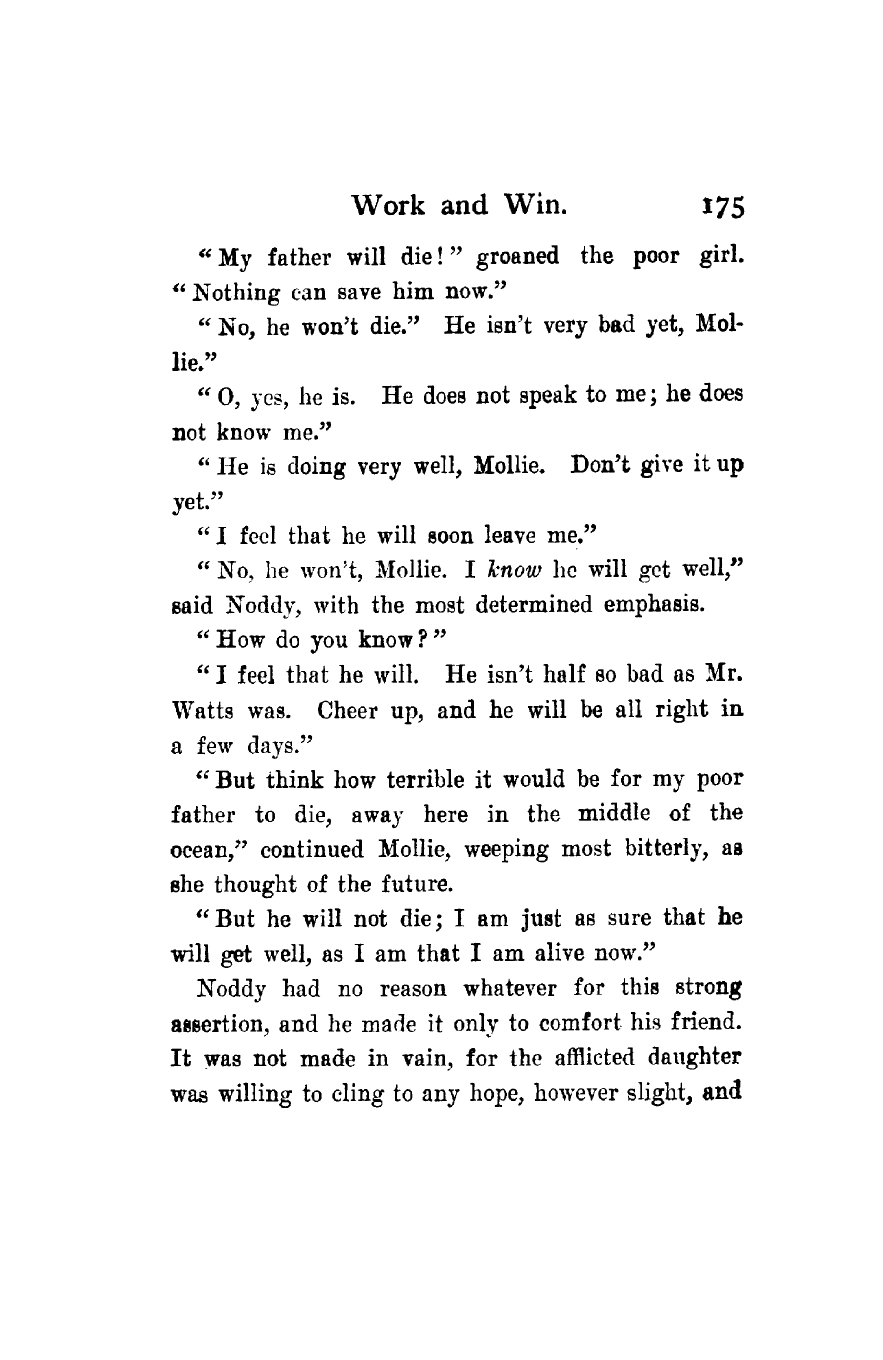 Work and Win. 175
“My father will die!” groaned the poor girl.
“Nothing can save him now.”
“No, he won't die.” He isn't very bad yet, Mol-
lie.”
“O, yes, he is. He does not speak to me; he does
not know me.”
“He is doing very well, Mollie. Don't give it up
yet.”
“I feel that he will soon leave me.”
“No, he won't, Mollie. I know he will get well,”
said Noddy, with the most determined emphasis.
“How do you know?”
“I feel that he will. He isn't half so bad as Mr.
Watts was. Cheer up, and he will be all right in
a few days.”
“But think how terrible it would be for my poor
father to die, away here in the middle of the
ocean,” continued Mollie, weeping most bitterly, as
she thought of the future.
“But he will not die; I am just as sure that he
will get well, as I am that I am alive now.”
Noddy had no reason whatever for this strong
assertion, and he made it only to comfort his friend.
It was not made in vain, for the afflicted daughter
was willing to cling to any hope, however slight, and